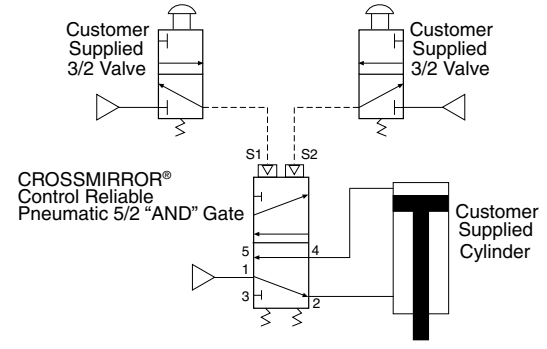 Customer
Supplied
3/2 Valve
Customer
Supplied
3/2 Valve
S1 S2
CROSSMIRROR®
Control Reliable
Pneumatic 5/2 “AND” Gate
5 4
1
3 2
Customer
Supplied
Cylinder